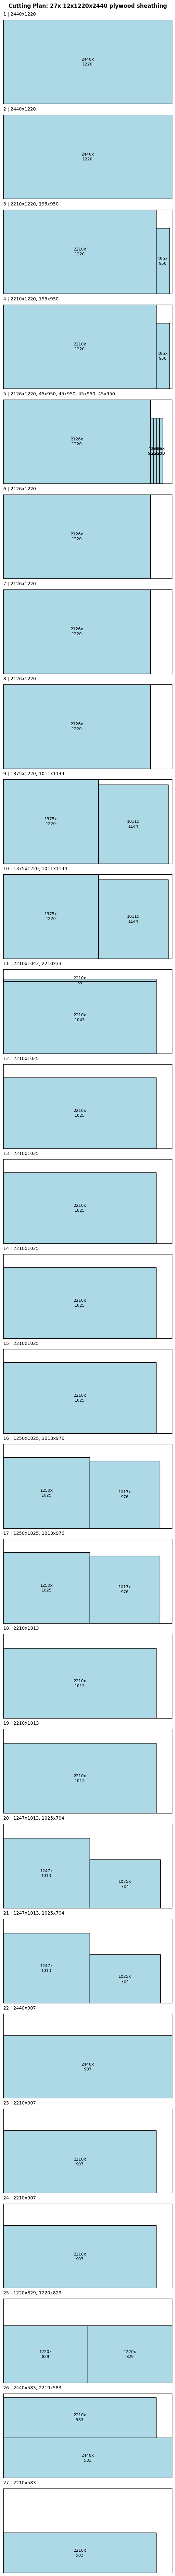 Cutting Plan: 27x 12x1220x2440 plywood sheathing
1 | 2440x1220
2440x
1220
2 | 2440x1220
2440x
1220
3 | 2210x1220, 195x950
2210x
1220
195x
950
4 | 2210x1220, 195x950
2210x
1220
195x
950
5 | 2126x1220, 45x950, 45x950, 45x950, 45x950
2126x
1220
6 | 2126x1220
2126x
1220
7 | 2126x1220
2126x
1220
8 | 2126x1220
2126x
1220
9 | 1375x1220, 1011x1144
1375x
1220
1011x
1144
10 | 1375x1220, 1011x1144
1375x
1220
1011x
1144
11 | 2210x1043, 2210x33
2210x
33
2210x
1043
12 | 2210x1025
2210x
1025
13 | 2210x1025
2210x
1025
14 | 2210x1025
2210x
1025
15 | 2210x1025
2210x
1025
16 | 1250x1025, 1013x976
1250x
1025
1013x
976
17 | 1250x1025, 1013x976
1250x
1025
1013x
976
18 | 2210x1013
2210x
1013
19 | 2210x1013
2210x
1013
20 | 1247x1013, 1025x704
1247x
1013
1025x
704
21 | 1247x1013, 1025x704
1247x
1013
1025x
704
22 | 2440x907
2440x
907
23 | 2210x907
2210x
907
24 | 2210x907
2210x
907
25 | 1220x829, 1220x829
1220x
829
1220x
829
26 | 2440x583, 2210x583
2210x
583
2440x
583
27 | 2210x583
2210x
583